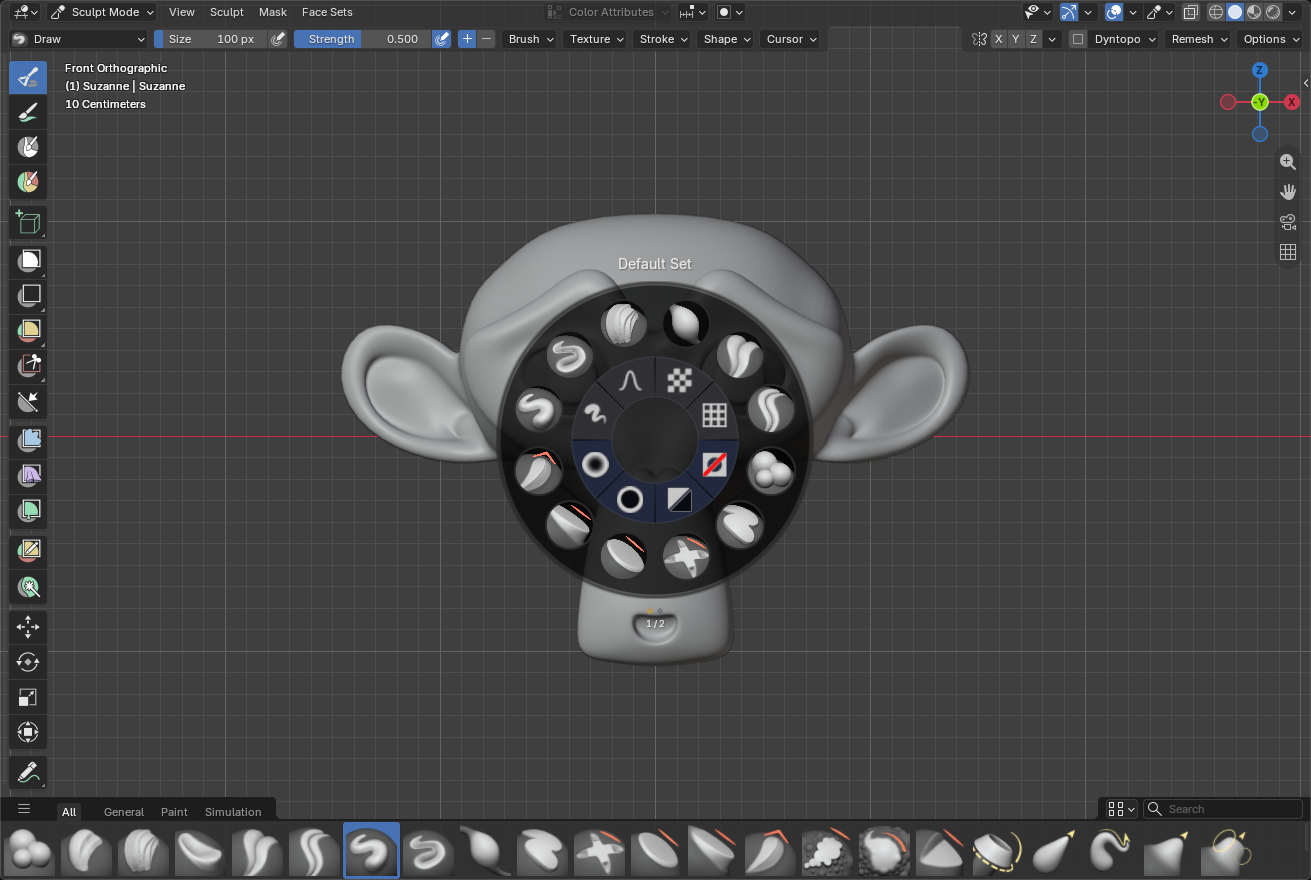 Sculpt Mode View Sculpt Mask Face Sets Color Attributes
Draw Size 100 px Strength 0.500 Brush Texture Stroke Shape Cursor X Y Z Dyntopo Remesh Options
Front Orthographic
(1) Suzanne | Suzanne
10 Centimeters
Z
-Y X
Default Set
1/2
All General Paint Simulation Search